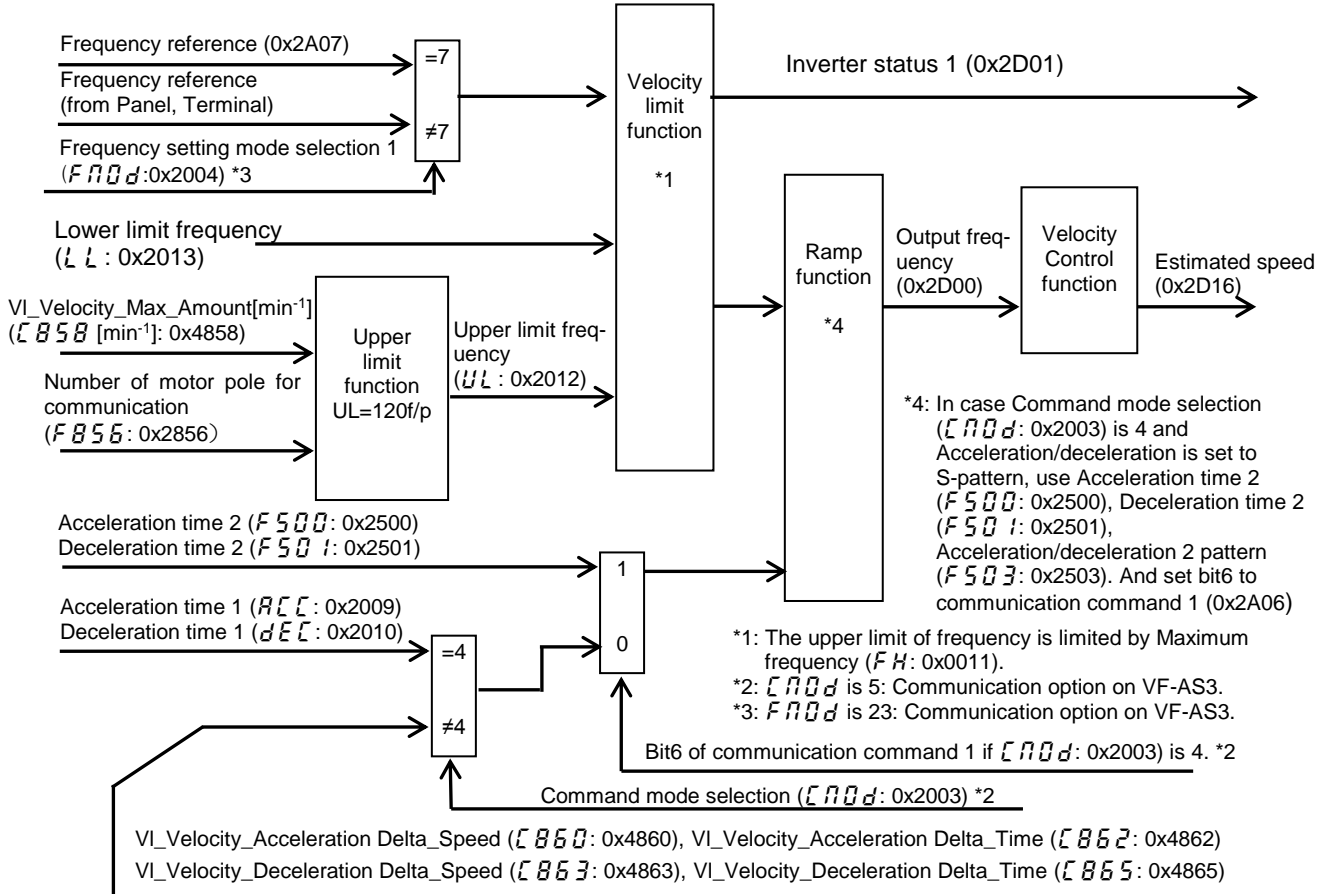 Frequency reference (0x2A07)
Frequency reference
(from Panel, Terminal)
Frequency setting mode selection 1
(FMOd:0x2004) *3
=7
≠7
Velocity
limit
function
*1
Inverter status 1 (0x2D01)
Lower limit frequency
(LL: 0x2013)
VI_Velocity_Max_Amount[min-1]
(C858 [min-1]: 0x4858)
Number of motor pole for
communication
(F856: 0x2856)
Upper
limit
function
UL=120f/p
Upper limit freq-
uency
(UL: 0x2012)
Ramp
function
*4
Output freq-
uency
(0x2D00)
Velocity
Control
function
Estimated speed
(0x2D16)
*4: In case Command mode selection
(CMOd: 0x2003) is 4 and
Acceleration/deceleration is set to
S-pattern, use Acceleration time 2
(F500: 0x2500), Deceleration time 2
(F501: 0x2501),
Acceleration/deceleration 2 pattern
(F503: 0x2503). And set bit6 to
communication command 1 (0x2A06)
Acceleration time 2 (F500: 0x2500)
Deceleration time 2 (F501: 0x2501)
1
0
Acceleration time 1 (ACC: 0x2009)
Deceleration time 1 (dEC: 0x2010)
=4
≠4
*1: The upper limit of frequency is limited by Maximum
frequency (FH: 0x0011).
*2: CMOd is 5: Communication option on VF-AS3.
*3: FMOd is 23: Communication option on VF-AS3.
Bit6 of communication command 1 if CMOd: 0x2003) is 4. *2
Command mode selection (CMOd: 0x2003) *2
VI_Velocity_Acceleration Delta_Speed (C860: 0x4860), VI_Velocity_Acceleration Delta_Time (C862: 0x4862)
VI_Velocity_Deceleration Delta_Speed (C863: 0x4863), VI_Velocity_Deceleration Delta_Time (C865: 0x4865)